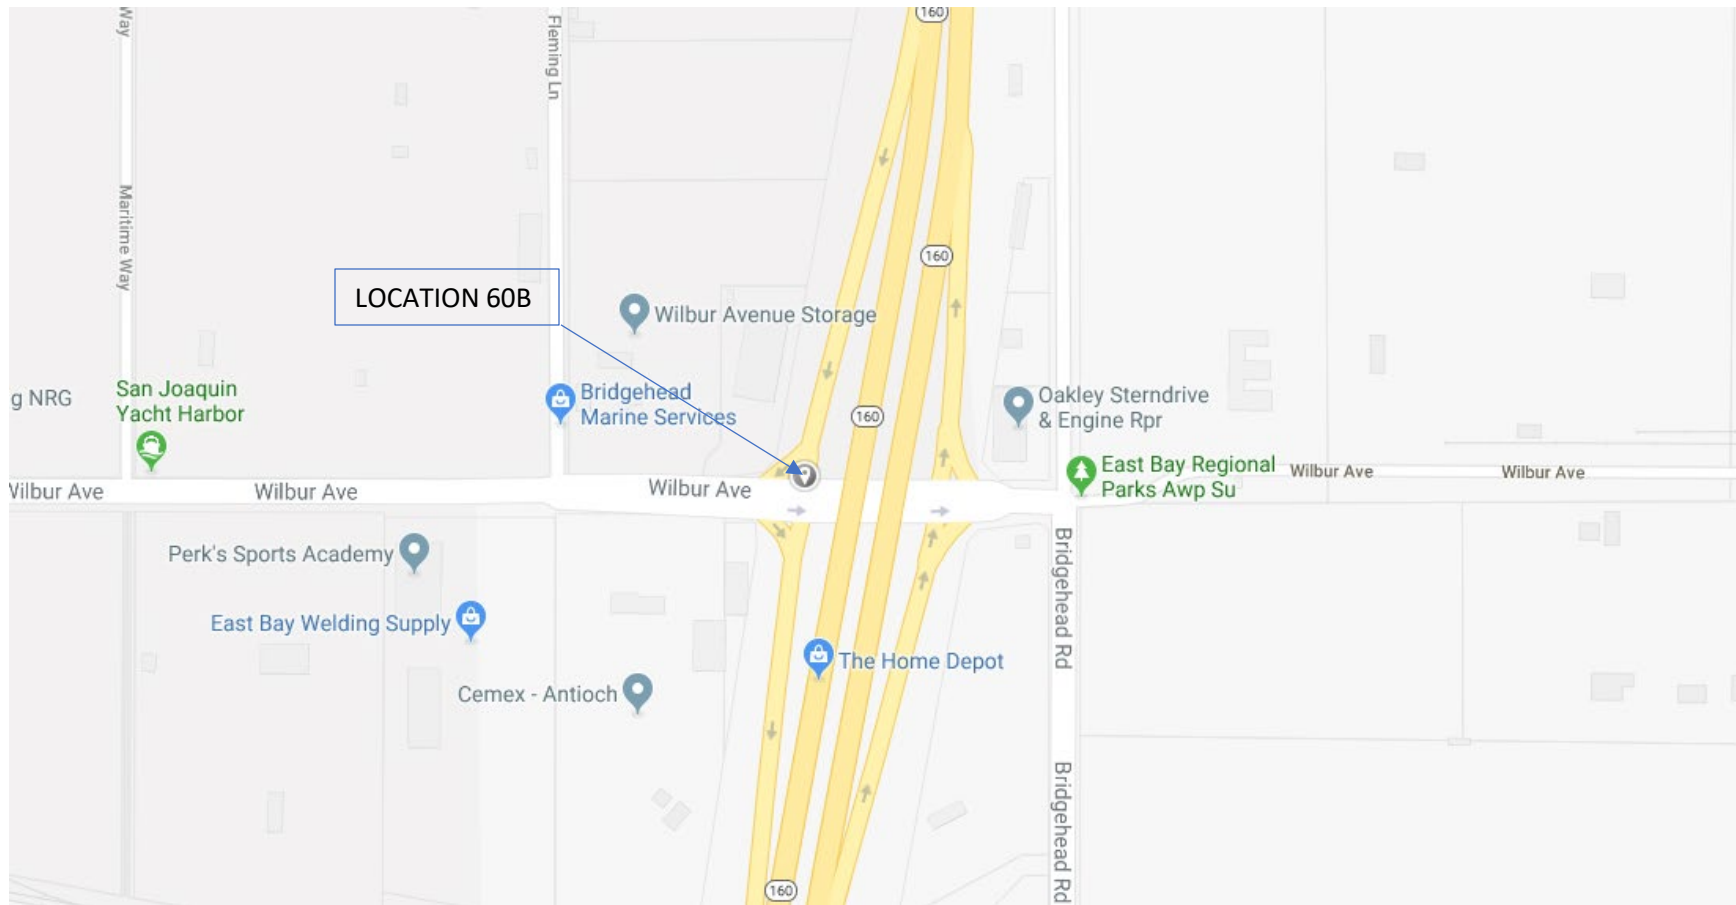 160
Way
Fleming Ln
Maritime Way
160
LOCATION 60B
Wilbur Avenue Storage
g NRG
San Joaquin
Yacht Harbor
Bridgehead
Marine Services
160
Oakley Sterndrive
& Engine Rpr
East Bay Regional
Parks Awp Su
Wilbur Ave
Wilbur Ave
Wilbur Ave
Wilbur Ave
Wilbur Ave
Perk's Sports Academy
Bridgehead Rd
East Bay Welding Supply
The Home Depot
Cemex - Antioch
Bridgehead Rd
160